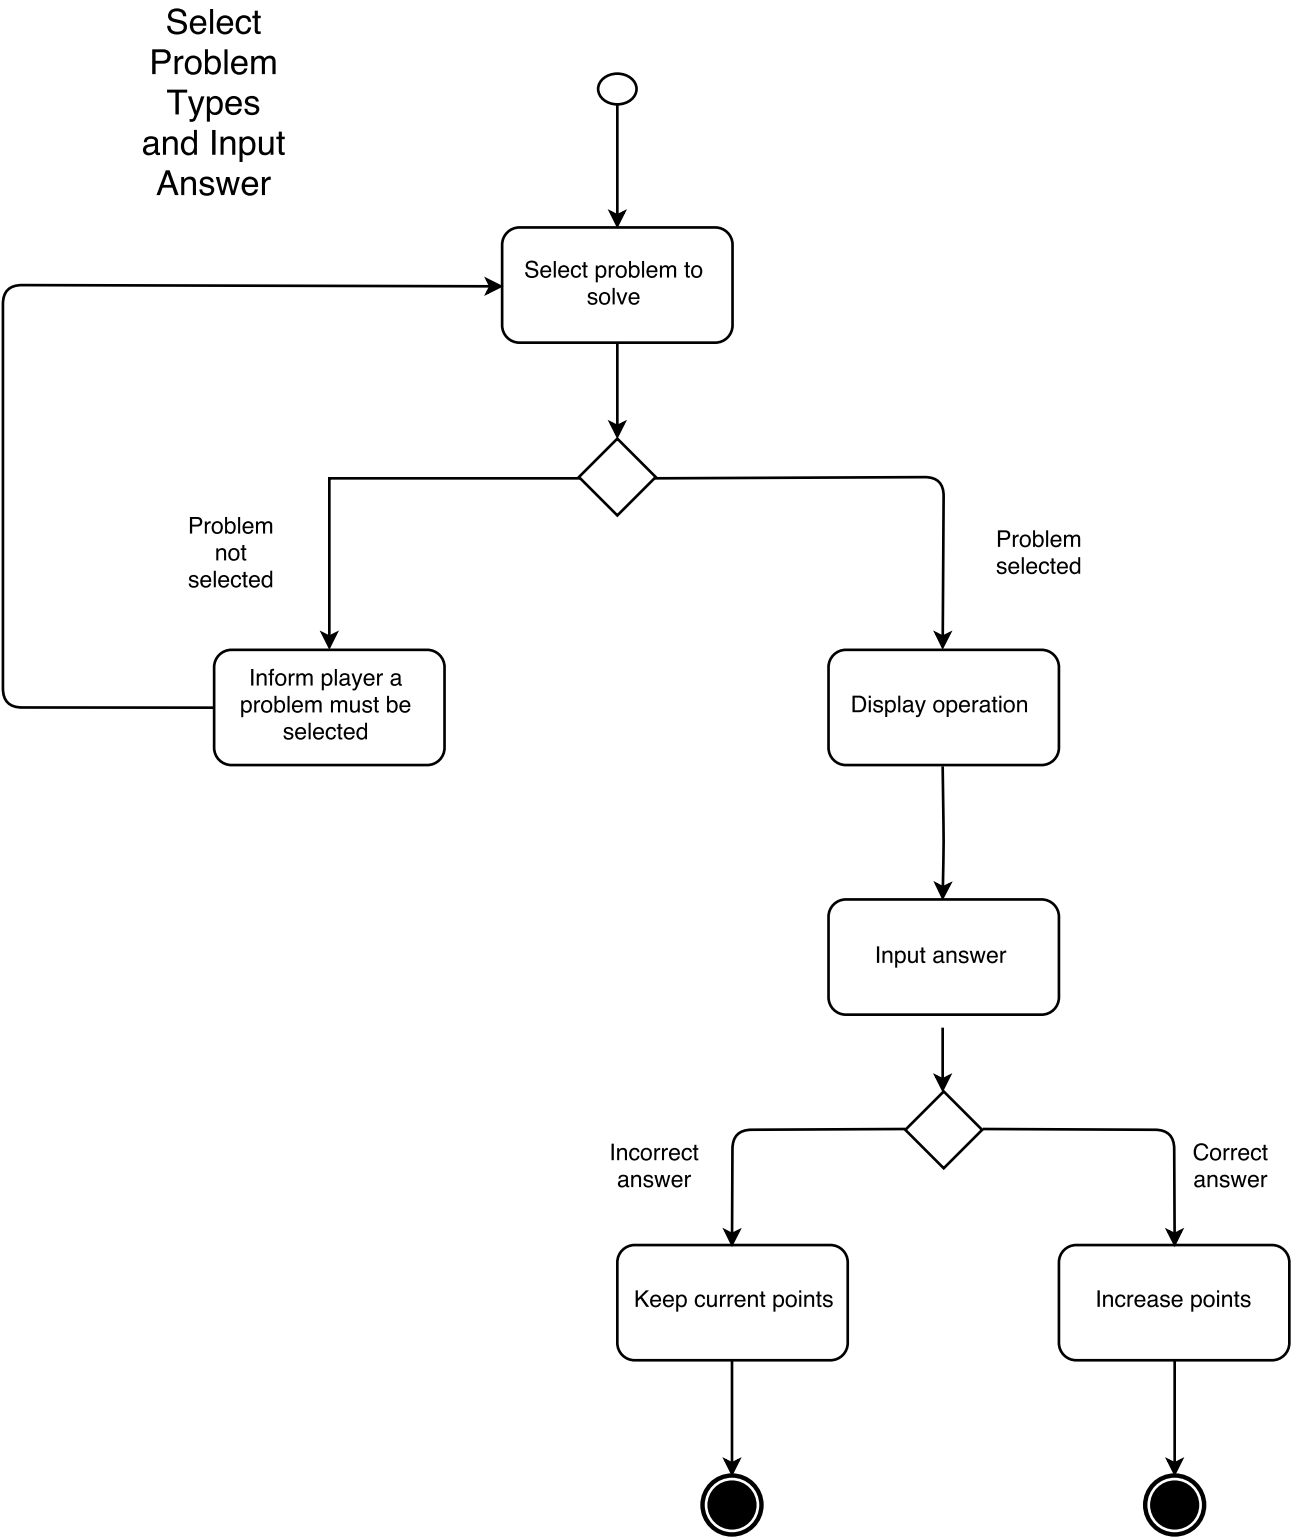 Select
Problem
Types
and Input
Answer
Select problem to
solve
Problem
not
selected
Problem
selected
Inform player a
problem must be
selected
Display operation
Input answer
Incorrect
answer
Correct
answer
Keep current points
Increase points